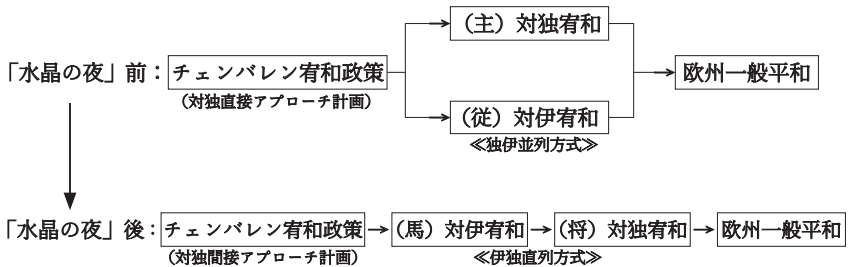 （主）対独宥和
「水晶の夜」前：チェンバレン宥和政策 欧州一般平和
（対独直接アプローチ計画）
（従）対伊宥和
≪独伊並列方式≫
「水晶の夜」後：チェンバレン宥和政策 （馬）対伊宥和 （将）対独宥和 欧州一般平和
（対独間接アプローチ計画） ≪伊独直列方式≫